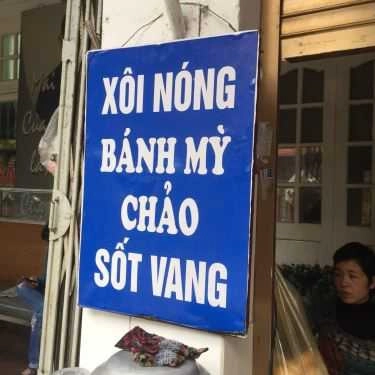 XÔI NÓNG
BÁNH MỲ
CHẢO
SỐT VANG